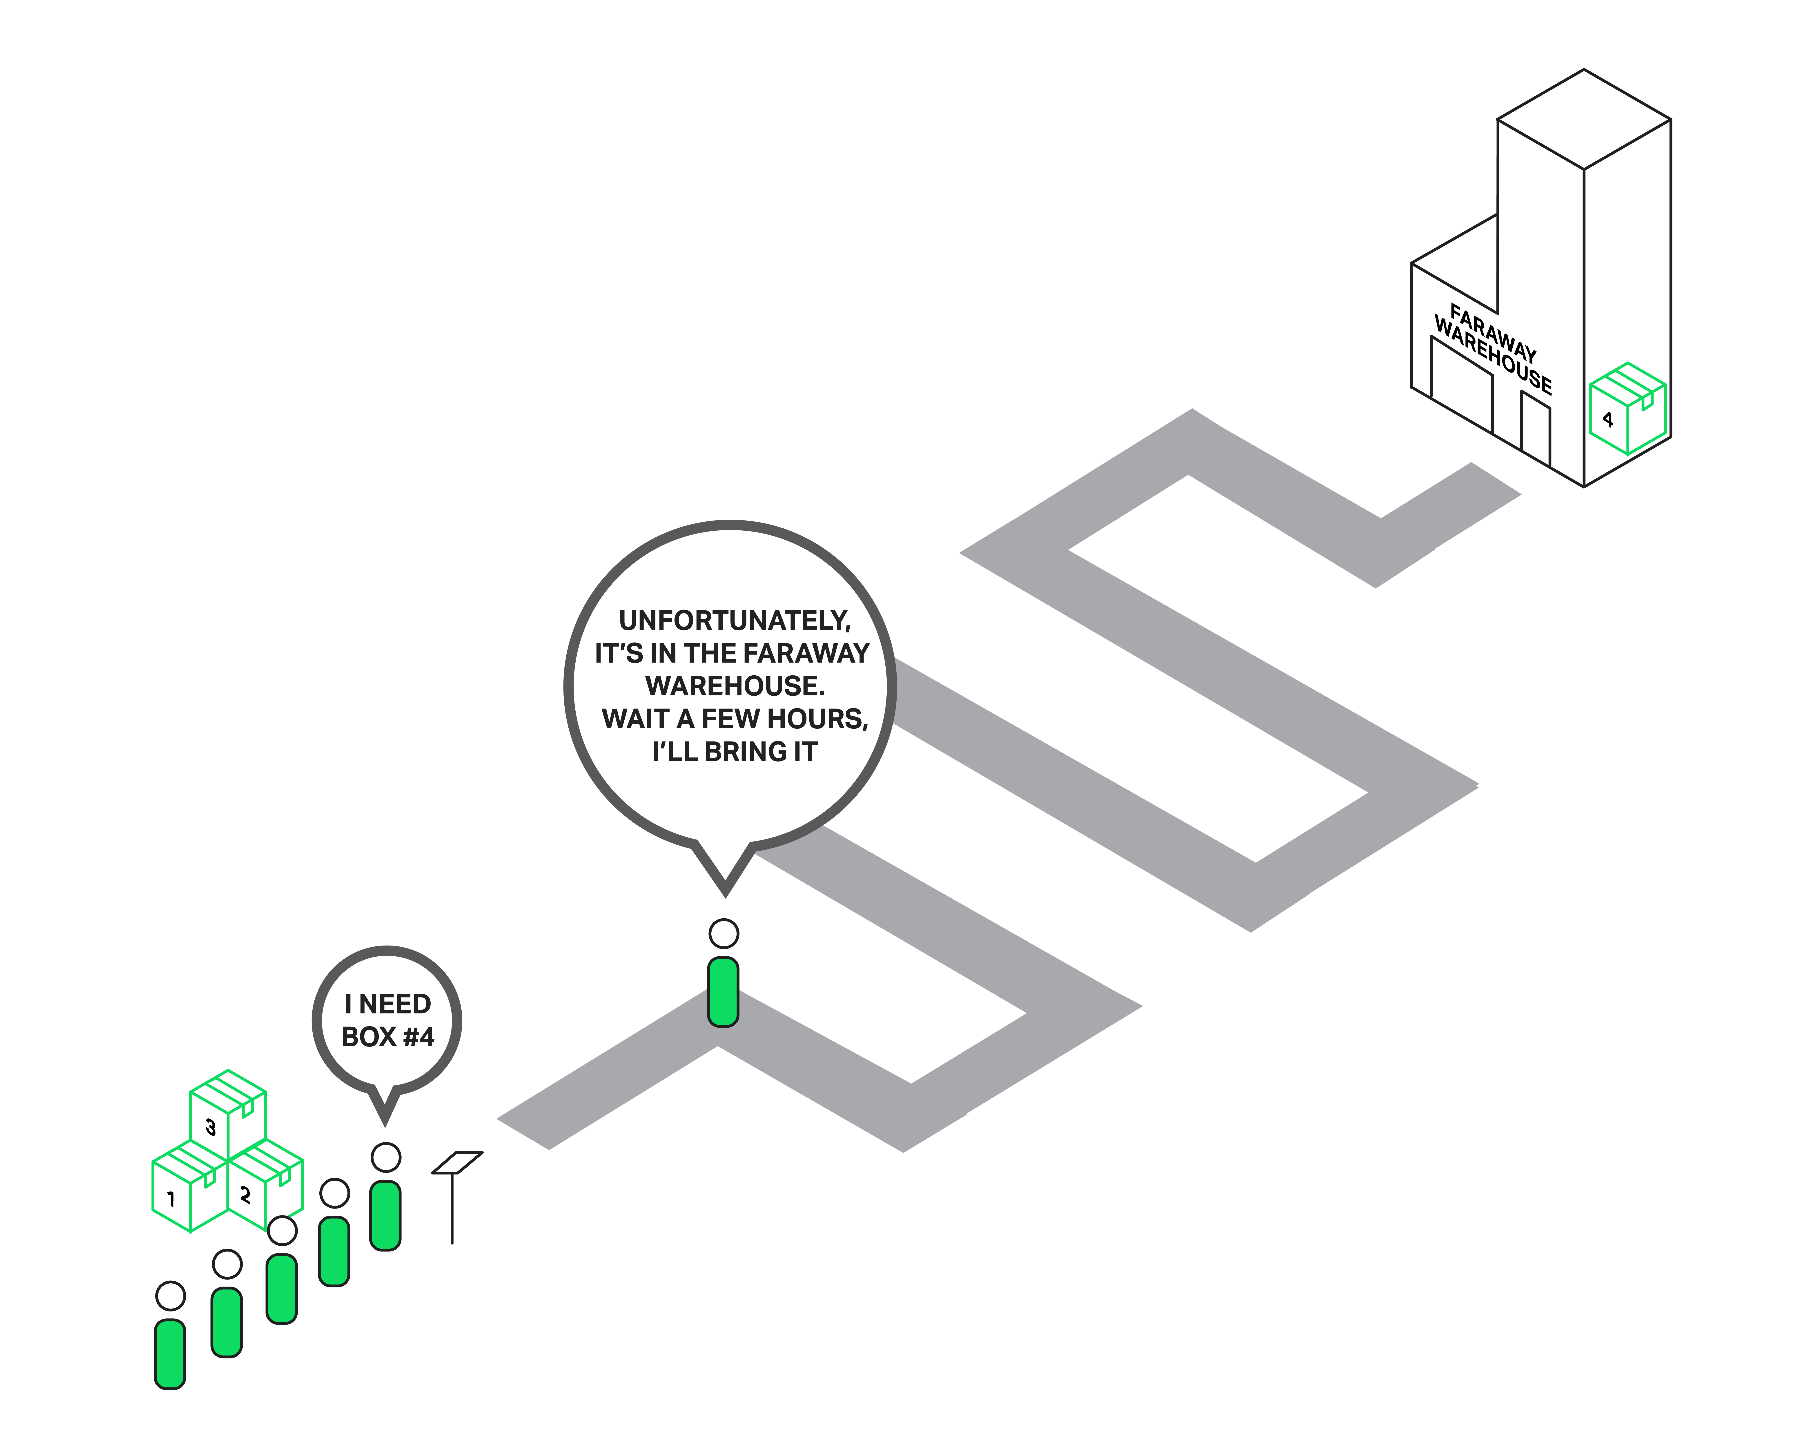 FARAWAY
WAREHOUSE
4
UNFORTUNATELY,
IT'S IN THE FARAWAY
WAREHOUSE.
WAIT A FEW HOURS,
I'LL BRING IT
I NEED
BOX #4
3
1
2